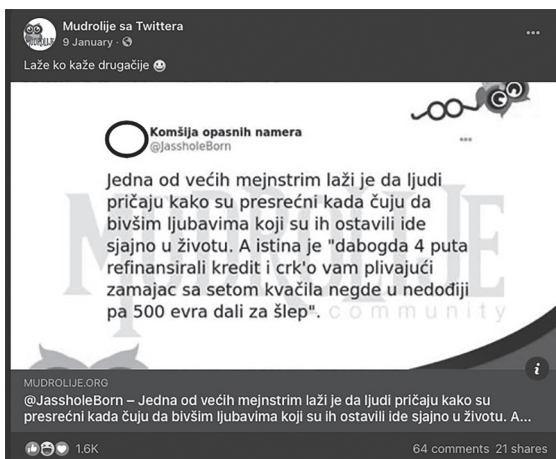 Mudrolije sa Twittera
9 January ·
Laže ko kaže drugačije
Komšija opasnih namera
@JassholeBorn
Jedna od većih mejnstrim laži je da ljudi
pričaju kako su presrećni kada čuju da
bivšim ljubavima koji su ih ostavili ide
sjajno u životu. A istina je "dabogda 4 puta
refinansirali kredit i crk'o vam plivajući
zamajac sa setom kvačila negde u nedođiji
pa 500 evra dali za šlep".
MUDROLIJE
community
MUDROLIJE.ORG
@JassholeBorn – Jedna od većih mejnstrim laži je da ljudi pričaju kako su
presrećni kada čuju da bivšim ljubavima koji su ih ostavili ide sjajno u životu. A...
1.6K
64 comments 21 shares